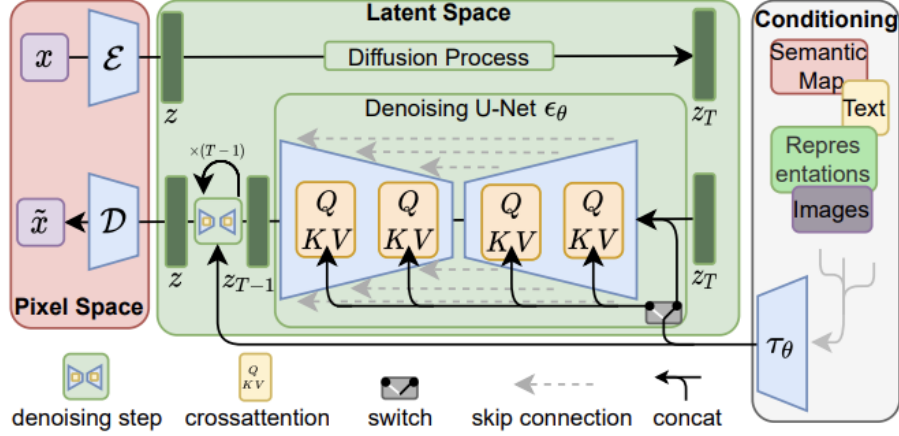 Latent Space
Conditioning
x
ℰ
Diffusion Process
z
z_T
Semantic
Map
Text
Repres
entations
Images
Denoising U-Net ϵ_θ
×(T−1)
x̃
𝒟
z
z_{T−1}
Q
KV
Q
KV
Q
KV
Q
KV
z_T
Pixel Space
τ_θ
Q
KV
denoising step
crossattention
switch
skip connection
concat